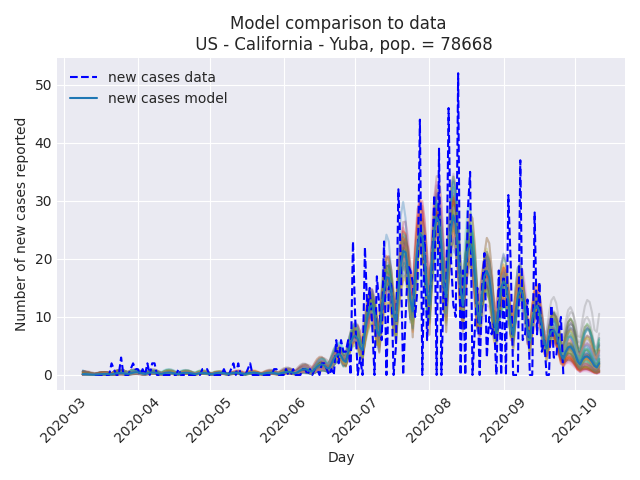 Model comparison to data
US - California - Yuba, pop. = 78668
new cases data
new cases model
Number of new cases reported
50
40
30
20
10
0
2020-03
2020-04
2020-05
2020-06
2020-07
2020-08
2020-09
2020-10
Day